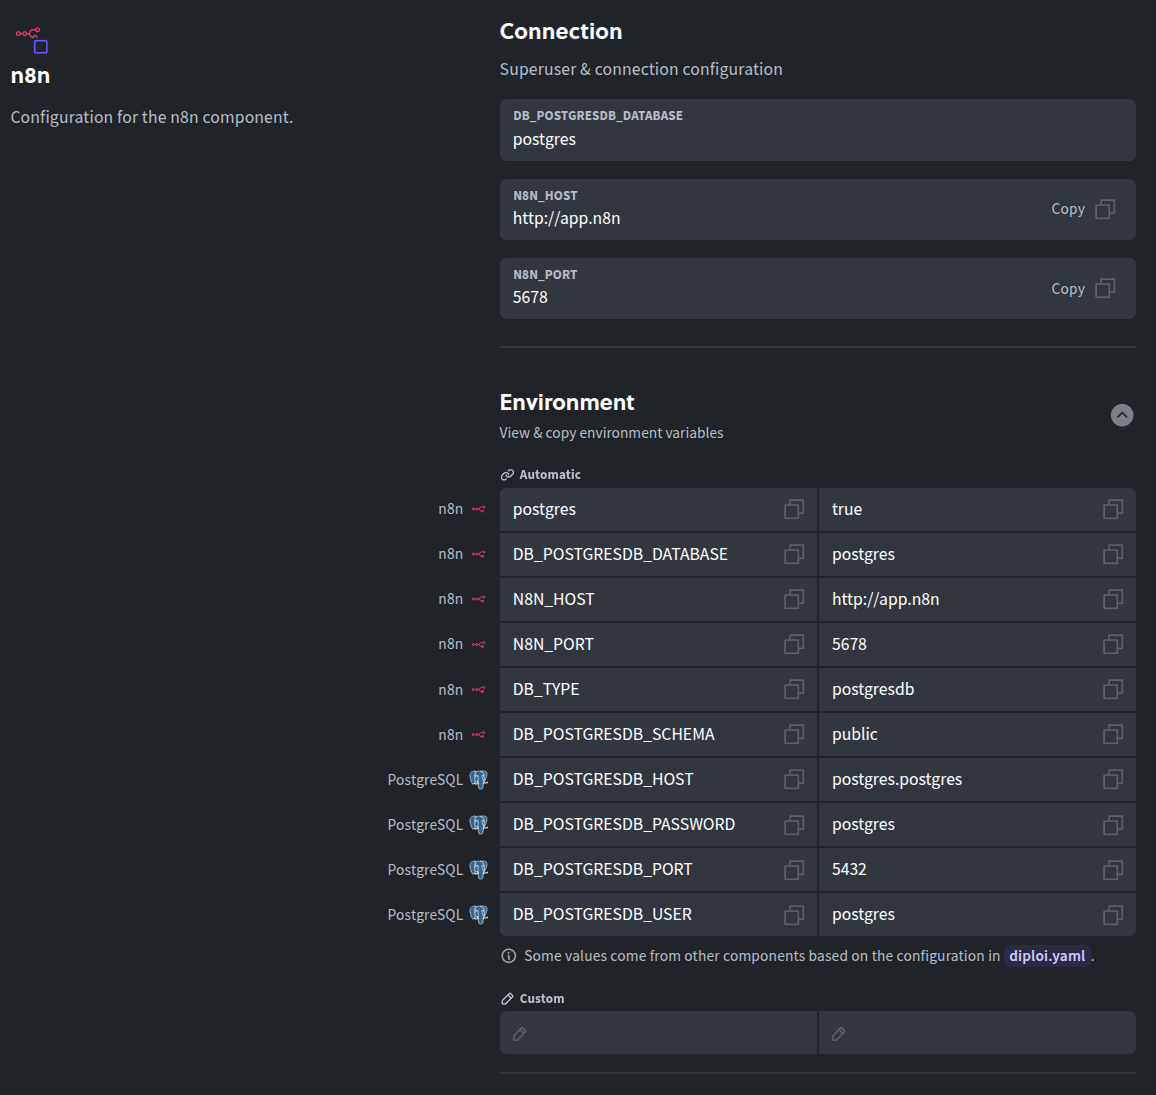 n8n
Configuration for the n8n component.
Connection
Superuser & connection configuration
DB_POSTGRESDB_DATABASE
postgres
N8N_HOST
http://app.n8n
Copy
N8N_PORT
5678
Copy
Environment
View & copy environment variables
Automatic
n8n postgres true
n8n DB_POSTGRESDB_DATABASE postgres
n8n N8N_HOST http://app.n8n
n8n N8N_PORT 5678
n8n DB_TYPE postgresdb
n8n DB_POSTGRESDB_SCHEMA public
PostgreSQL DB_POSTGRESDB_HOST postgres.postgres
PostgreSQL DB_POSTGRESDB_PASSWORD postgres
PostgreSQL DB_POSTGRESDB_PORT 5432
PostgreSQL DB_POSTGRESDB_USER postgres
Some values come from other components based on the configuration in diploi.yaml .
Custom